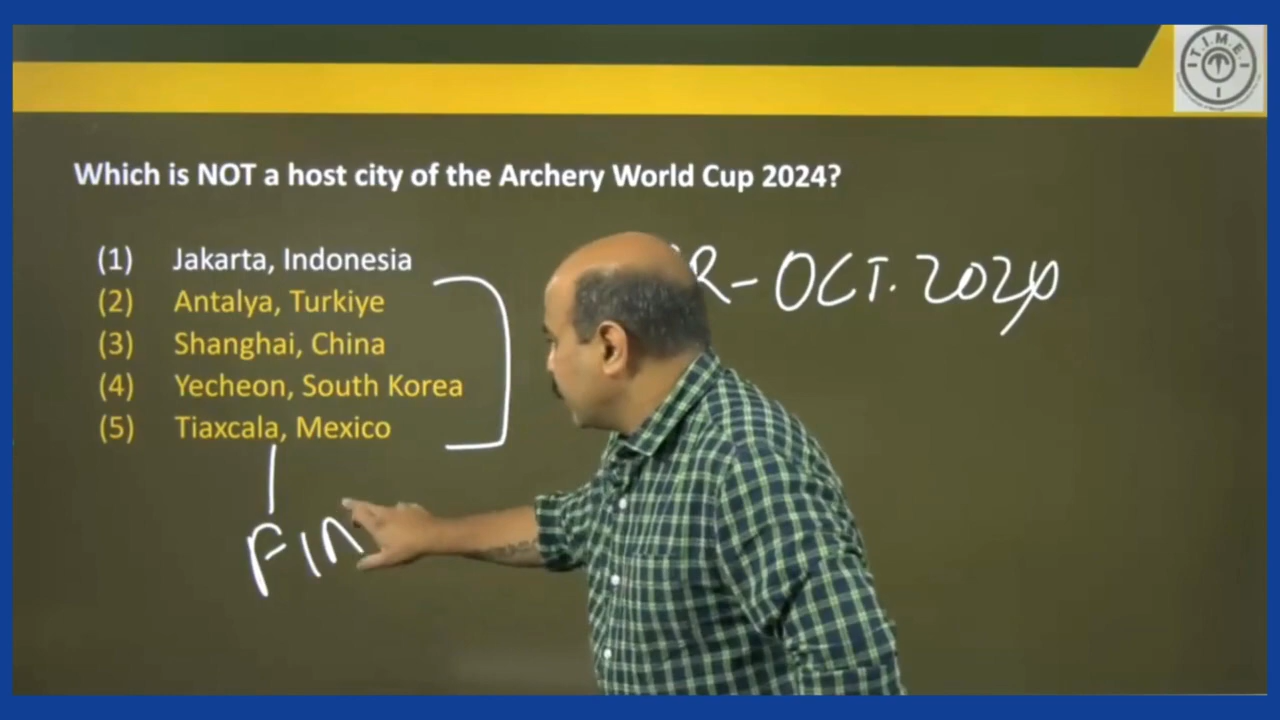 T.I.M.E.
Which is NOT a host city of the Archery World Cup 2024?
(1) Jakarta, Indonesia
R-OCT. 2024
(2) Antalya, Turkiye
(3) Shanghai, China
(4) Yecheon, South Korea
(5) Tiaxcala, Mexico
FIN